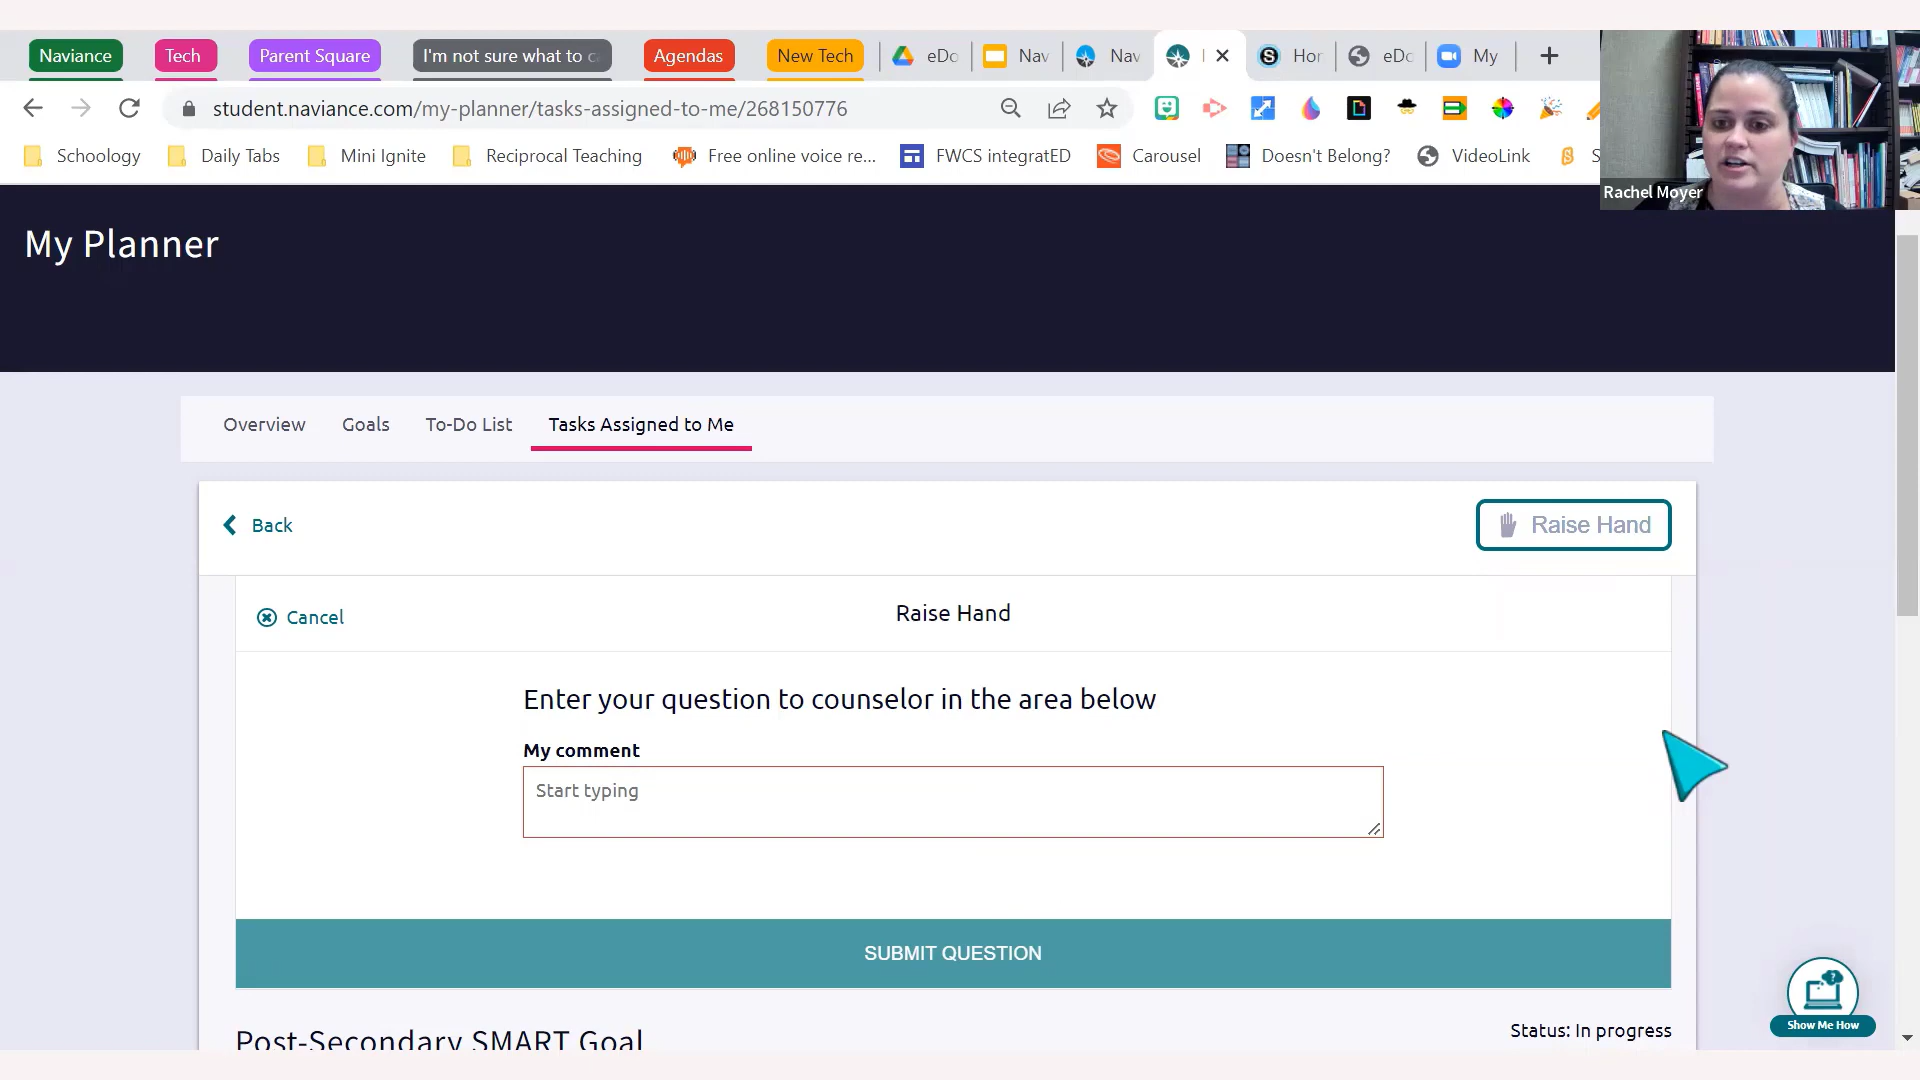 Naviance
Tech
Parent Square
I'm not sure what to c
Agendas
New Tech
eDo
Nav
Nav
Hor
eDc
My
student.naviance.com/my-planner/tasks-assigned-to-me/268150776
Schoology
Daily Tabs
Mini Ignite
Reciprocal Teaching
Free online voice re...
FWCS integratED
Carousel
Doesn't Belong?
VideoLink
S
Rachel Moyer
My Planner
Overview
Goals
To-Do List
Tasks Assigned to Me
Back
Raise Hand
Cancel
Raise Hand
Enter your question to counselor in the area below
My comment
Start typing
SUBMIT QUESTION
Post-Secondary SMART Goal
Status: In progress
Show Me How